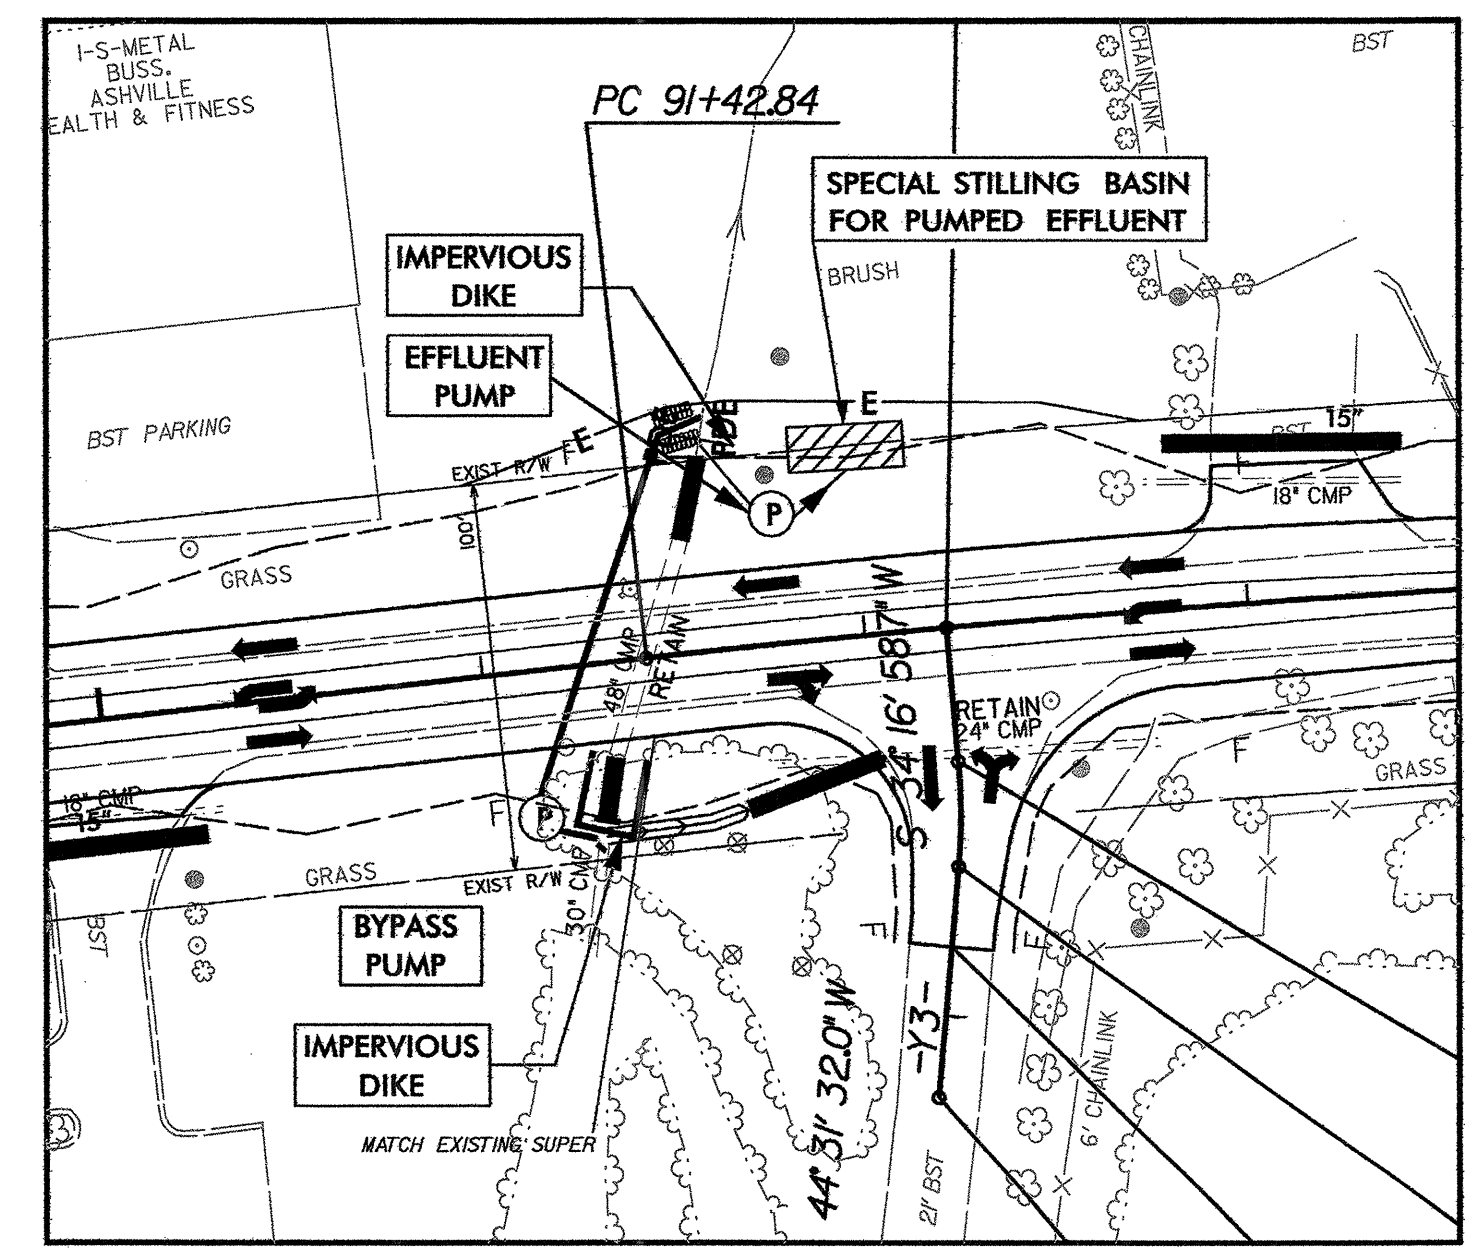 I-S-METAL
BUSS.
ASHVILLE
EALTH & FITNESS
PC 91+42.84
CHAINLINK
BST
SPECIAL STILLING BASIN
FOR PUMPED EFFLUENT
IMPERVIOUS
DIKE
BRUSH
EFFLUENT
PUMP
E
PDE
15"
BST
BST PARKING
EXIST R/W
F
E
F
18" CMP
P
100'
GRASS
48" CMP
RETAIN
S 34° 16' 58.7" W
RETAIN
24" CMP
F
GRASS
18" CMP
15"
F
P
GRASS
EXIST R/W
30" CMP
BST
F
F
BYPASS
PUMP
-Y3-
IMPERVIOUS
DIKE
44° 31' 32.0" W
6' CHAINLINK
MATCH EXISTING SUPER
21' BST